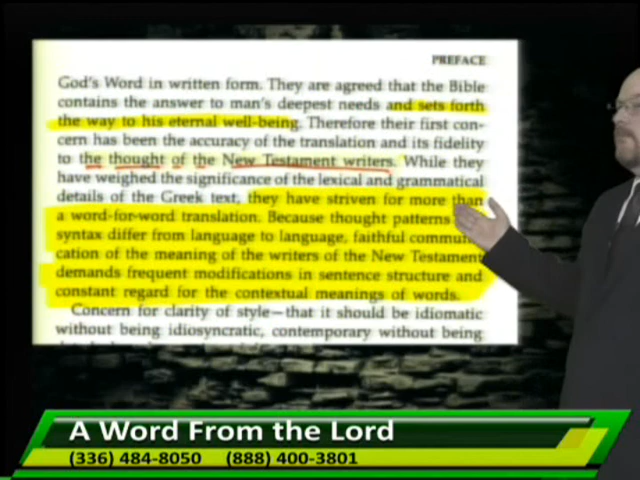 PREFACE
God's Word in written form. They are agreed that the Bible
contains the answer to man's deepest needs and sets forth
the way to his eternal well-being. Therefore their first con-
cern has been the accuracy of the translation and its fidelity
to the thought of the New Testament writers. While they
have weighed the significance of the lexical and grammatical
details of the Greek text, they have striven for more than
a word-for-word translation. Because thought patterns
syntax differ from language to language, faithful commu
cation of the meaning of the writers of the New Testament
demands frequent modifications in sentence structure and
constant regard for the contextual meanings of words.
Concern for clarity of style—that it should be idiomatic
without being idiosyncratic, contemporary without being
A Word From the Lord
(336) 484-8050 (888) 400-3801